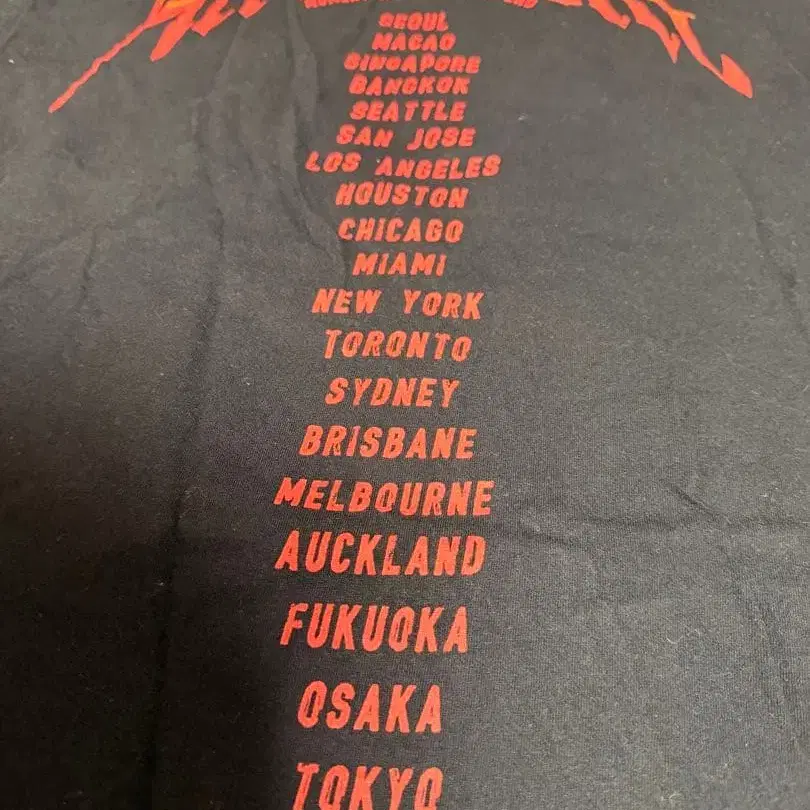 SEOUL
MACAO
SINGAPORE
BANGKOK
SEATTLE
SAN JOSE
LOS ANGELES
HOUSTON
CHICAGO
MIAMI
NEW YORK
TORONTO
SYDNEY
BRISBANE
MELBOURNE
AUCKLAND
FUKUOKA
OSAKA
TOKYO